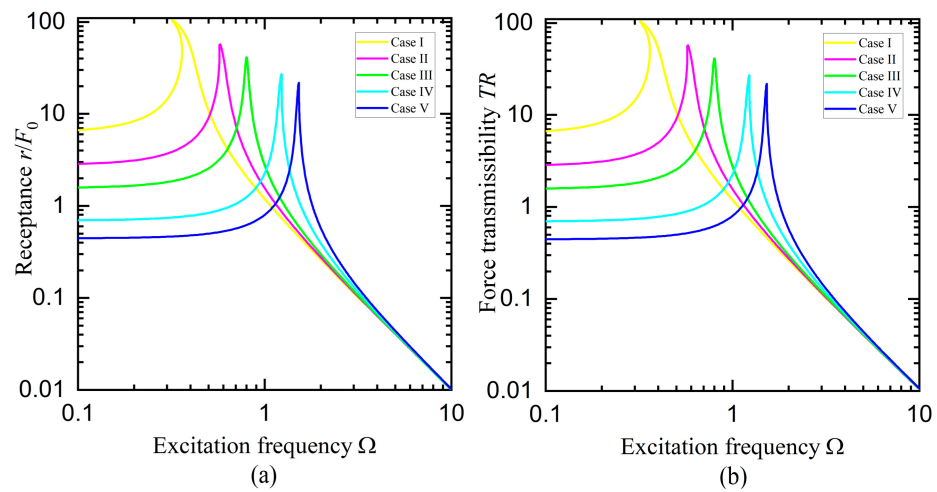 100
10
1
0.1
0.01
Receptance r/F₀
Case I
Case II
Case III
Case IV
Case V
0.1
1
10
Excitation frequency Ω
(a)
100
10
1
0.1
0.01
Force transmissibility TR
Case I
Case II
Case III
Case IV
Case V
0.1
1
10
Excitation frequency Ω
(b)